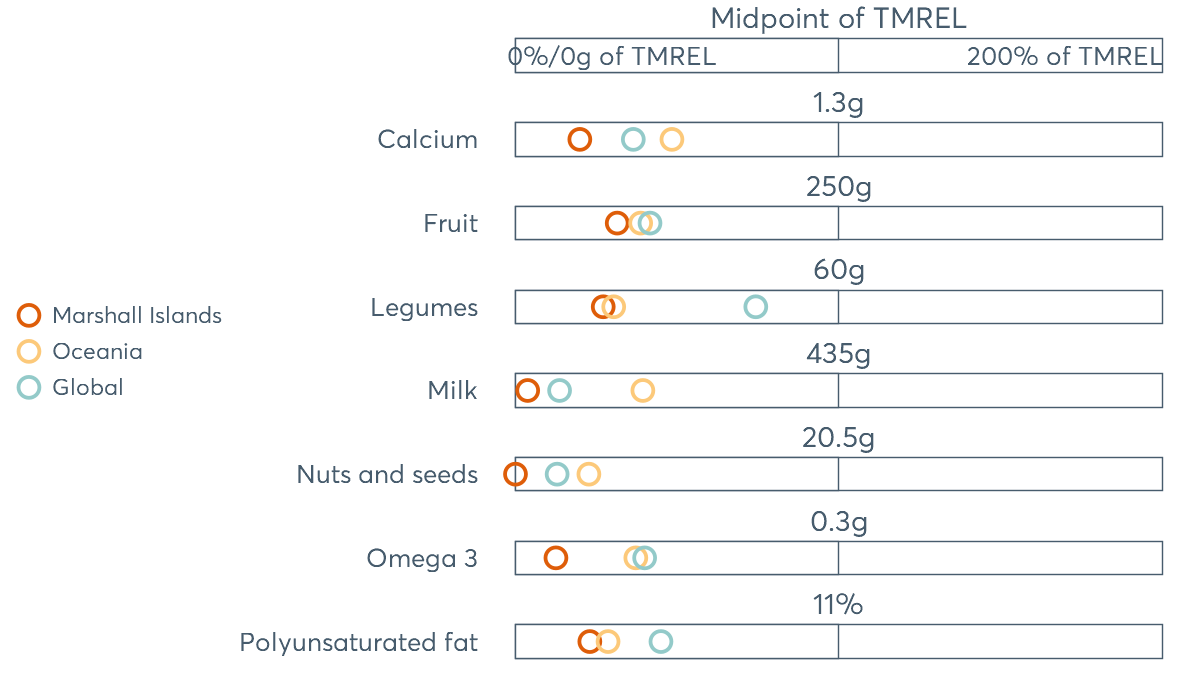 Midpoint of TMREL
0%/0g of TMREL
200% of TMREL
1.3g
Calcium
250g
Fruit
60g
Legumes
435g
Milk
20.5g
Nuts and seeds
0.3g
Omega 3
11%
Polyunsaturated fat
Marshall Islands
Oceania
Global